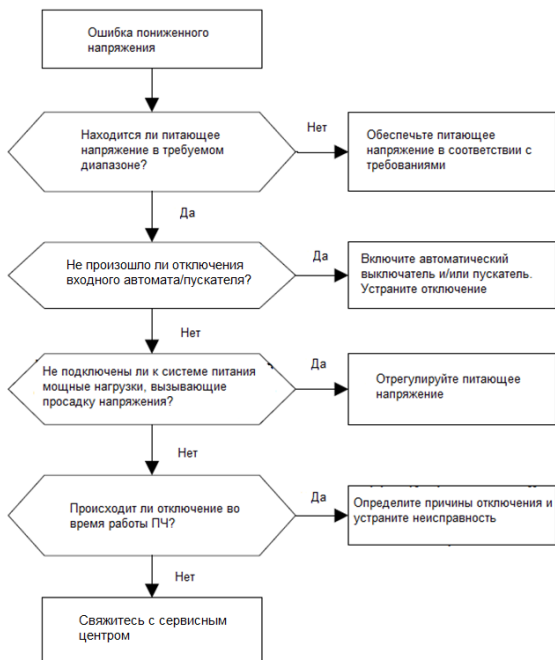 Ошибка пониженного
напряжения
Находится ли питающее
напряжение в требуемом
диапазоне?
Нет
Обеспечьте питающее
напряжение в соответствии с
требованиями
Да
Не произошло ли отключения
входного автомата/пускателя?
Да
Включите автоматический
выключатель и/или пускатель.
Устраните отключение
Нет
Не подключены ли к системе питания
мощные нагрузки, вызывающие
просадку напряжения?
Да
Отрегулируйте питающее
напряжение
Нет
Происходит ли отключение во
время работы ПЧ?
Да
Определите причины отключения и
устраните неисправность
Нет
Свяжитесь с сервисным
центром